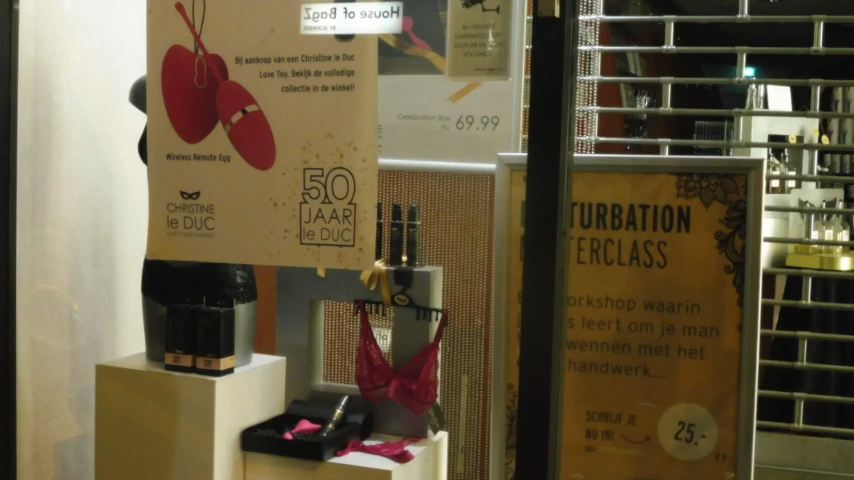 House of BagZ
Bij aankoop van een Christine le Duc
Love Toy. Bekijk de volledige
collectie in de winkel!
Wireless Remote Egg
CHRISTINE
le DUC
50
JAAR
le DUC
Celebration Box
69.99
TURBATION
TERCLASS
orkshop waarin
s leert om je man
wennen met het
handwerk...
SCHRIJF JE
NU IN!
25.-